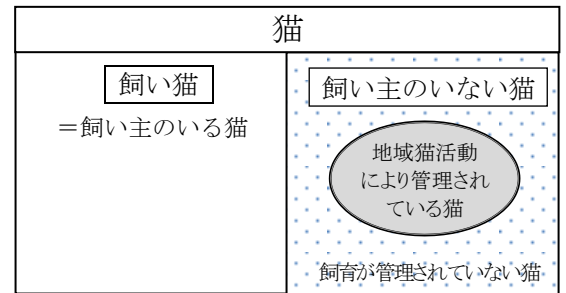 猫
飼い猫
＝飼い主のいる猫
飼い主のいない猫
地域猫活動
により管理され
ている猫
飼育が管理されていない猫